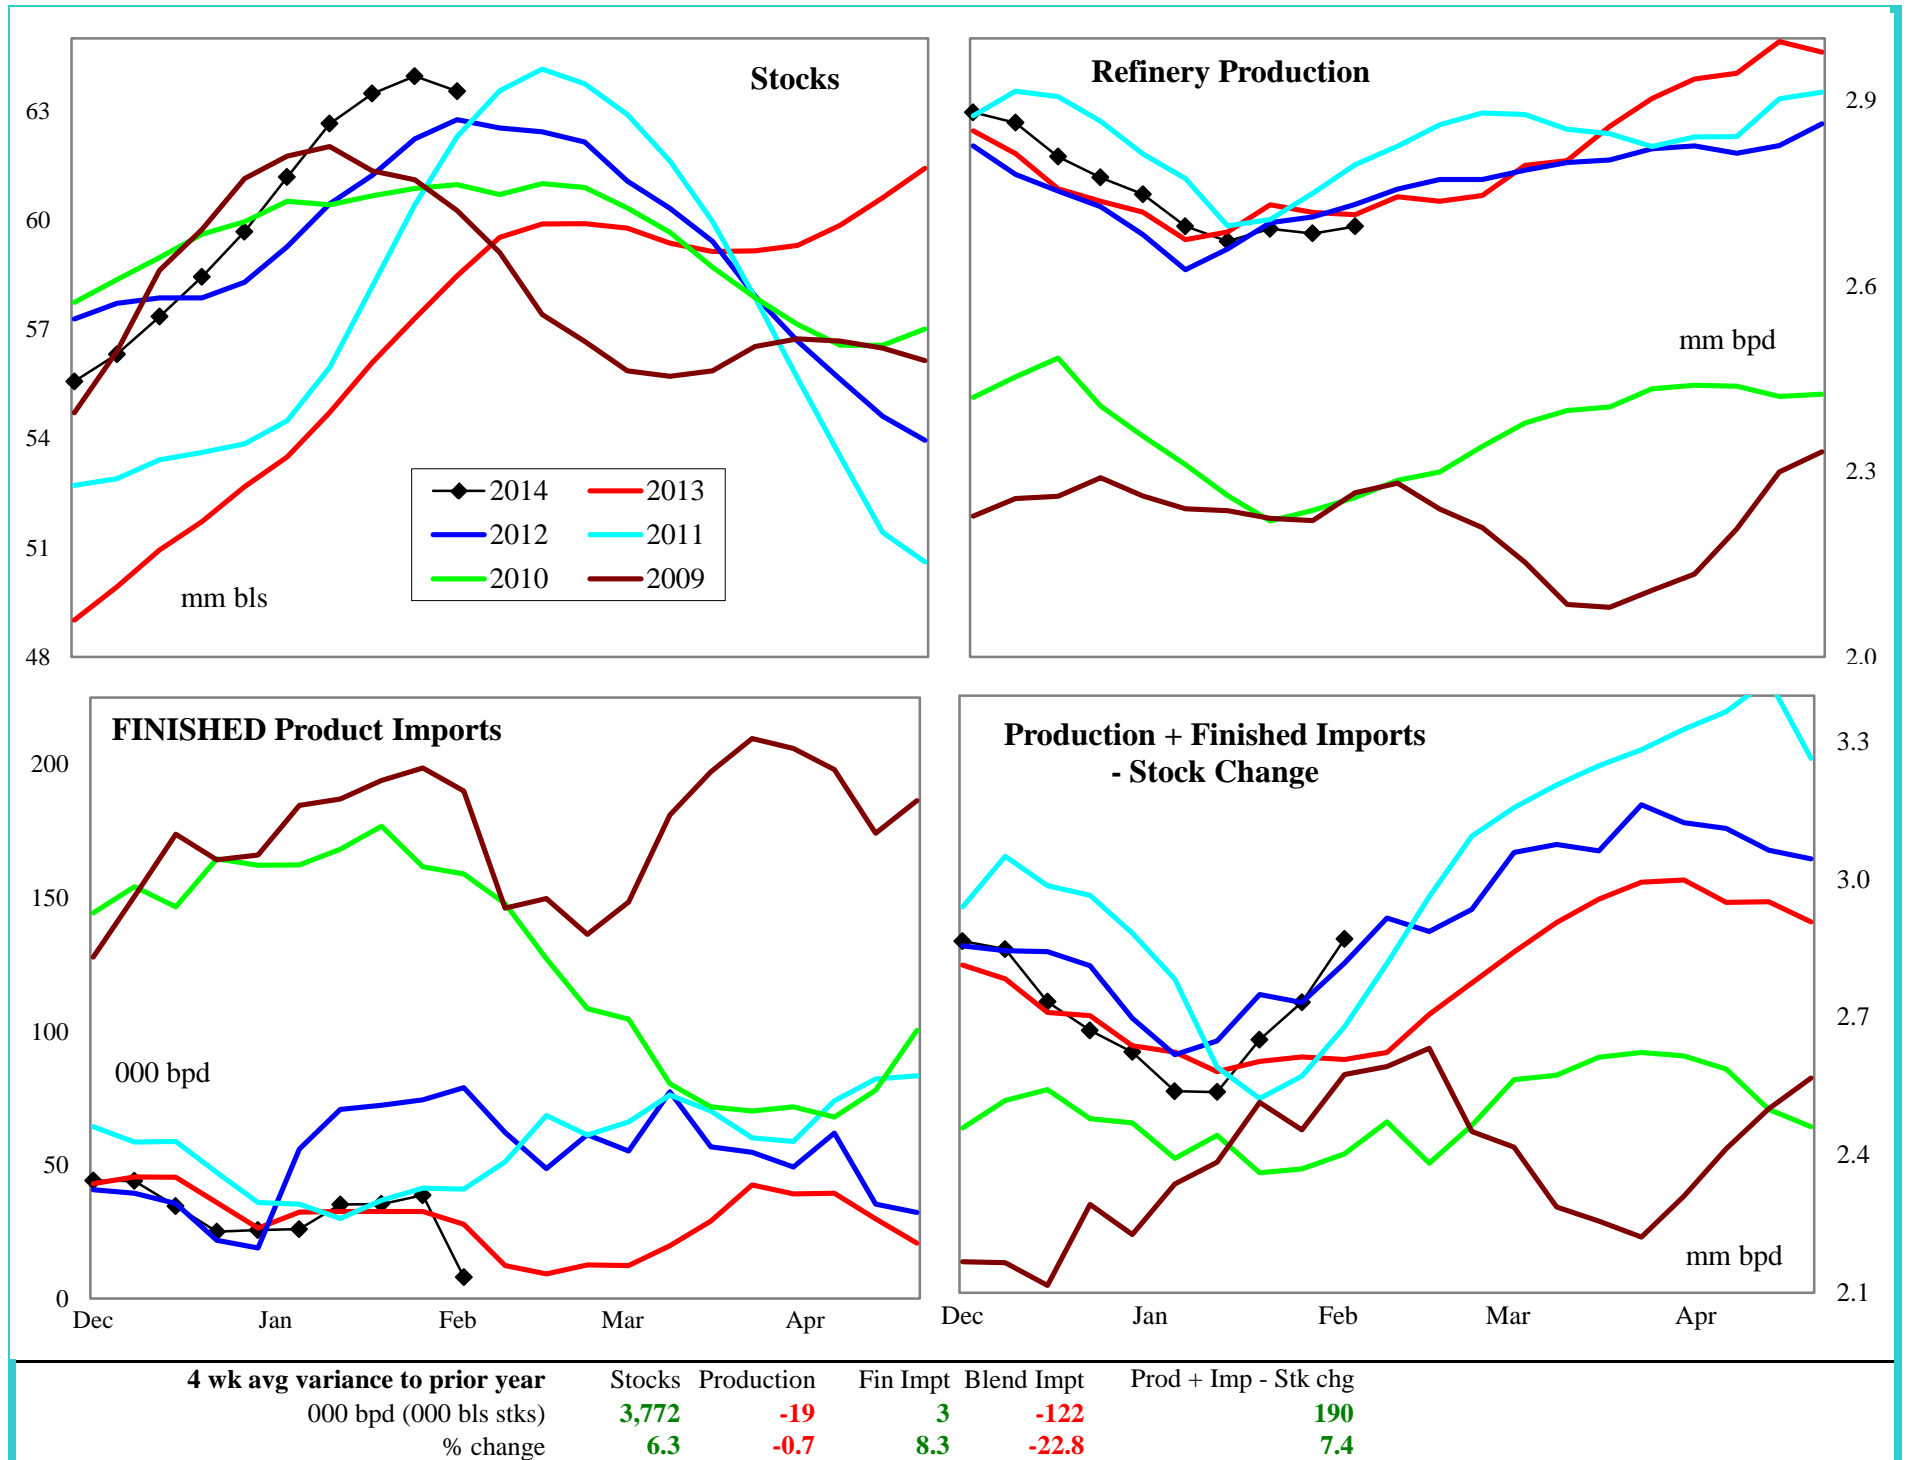 Stocks
63
60
57
54
51
48
mm bls
2014
2013
2012
2011
2010
2009
Refinery Production
2.9
2.6
2.3
2.0
mm bpd
FINISHED Product Imports
200
150
100
50
0
000 bpd
Dec Jan Feb Mar Apr
Production + Finished Imports
- Stock Change
3.3
3.0
2.7
2.4
2.1
mm bpd
Dec Jan Feb Mar Apr
4 wk avg variance to prior year Stocks Production Fin Impt Blend Impt Prod + Imp - Stk chg
000 bpd (000 bls stks) 3,772 -19 3 -122 190
% change 6.3 -0.7 8.3 -22.8 7.4